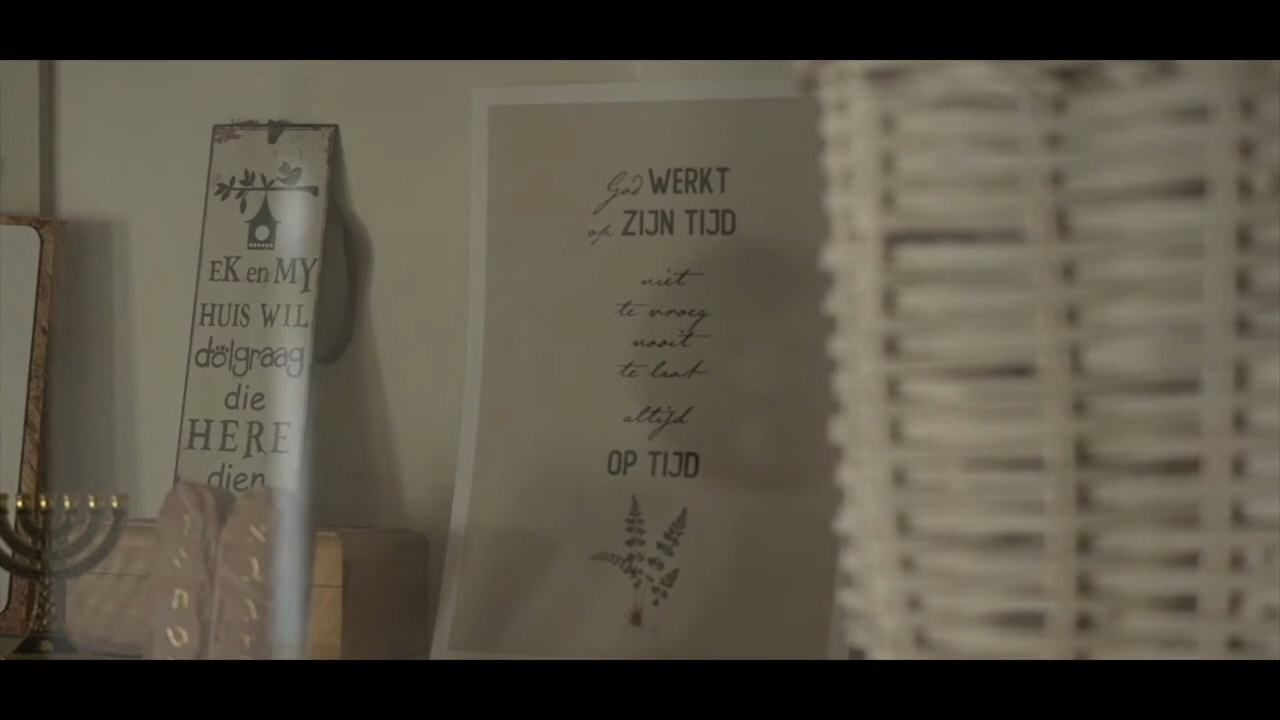 EK en MY
HUIS WIL
dölgraag
die
HERE
dien
God WERKT
op ZIJN TIJD
niet
te vroeg
nooit
te laat
altijd
OP TIJD